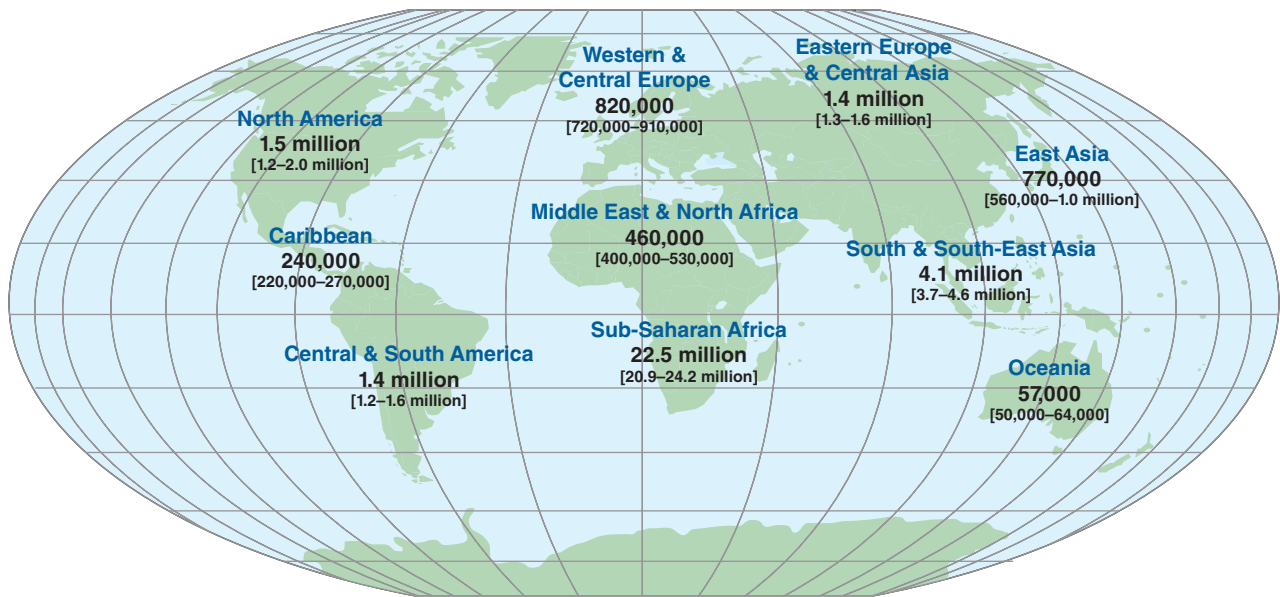 Western &
Central Europe
820,000
[720,000–910,000]
Eastern Europe
& Central Asia
1.4 million
[1.3–1.6 million]
North America
1.5 million
[1.2–2.0 million]
East Asia
770,000
[560,000–1.0 million]
Middle East & North Africa
460,000
[400,000–530,000]
Caribbean
240,000
[220,000–270,000]
South & South-East Asia
4.1 million
[3.7–4.6 million]
Sub-Saharan Africa
22.5 million
[20.9–24.2 million]
Central & South America
1.4 million
[1.2–1.6 million]
Oceania
57,000
[50,000–64,000]